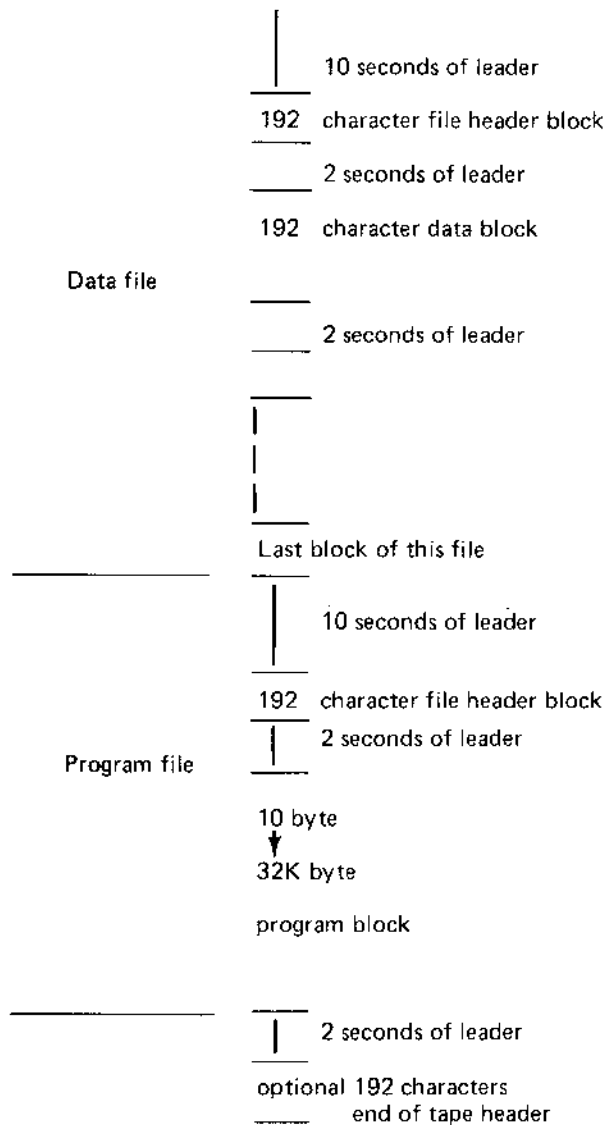 10 seconds of leader
192 character file header block
2 seconds of leader
192 character data block
Data file
2 seconds of leader
Last block of this file
10 seconds of leader
192 character file header block
2 seconds of leader
Program file
10 byte
32K byte
program block
2 seconds of leader
optional 192 characters
end of tape header